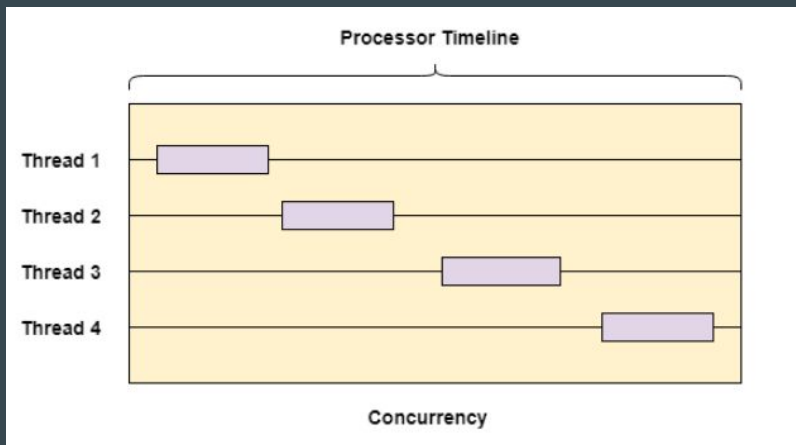 Processor Timeline
Thread 1
Thread 2
Thread 3
Thread 4
Concurrency